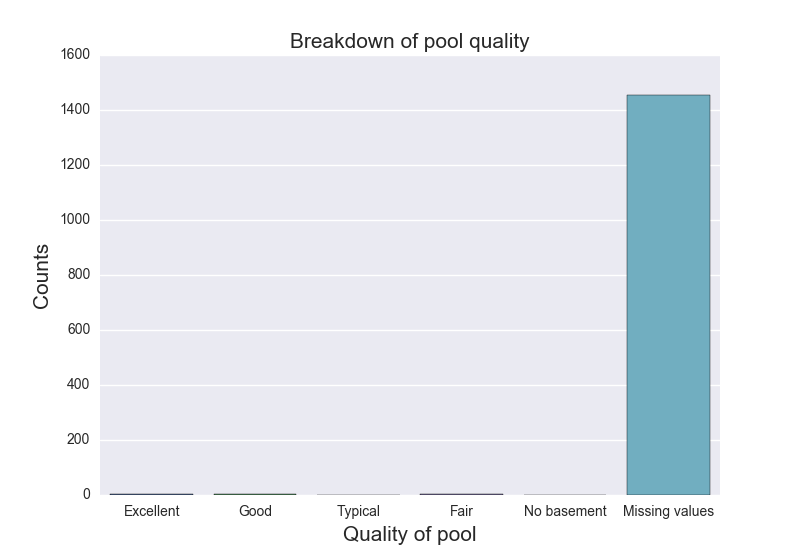 Breakdown of pool quality
1600
1400
1200
1000
800
600
400
200
0
Counts
Excellent Good Typical Fair No basement Missing values
Quality of pool